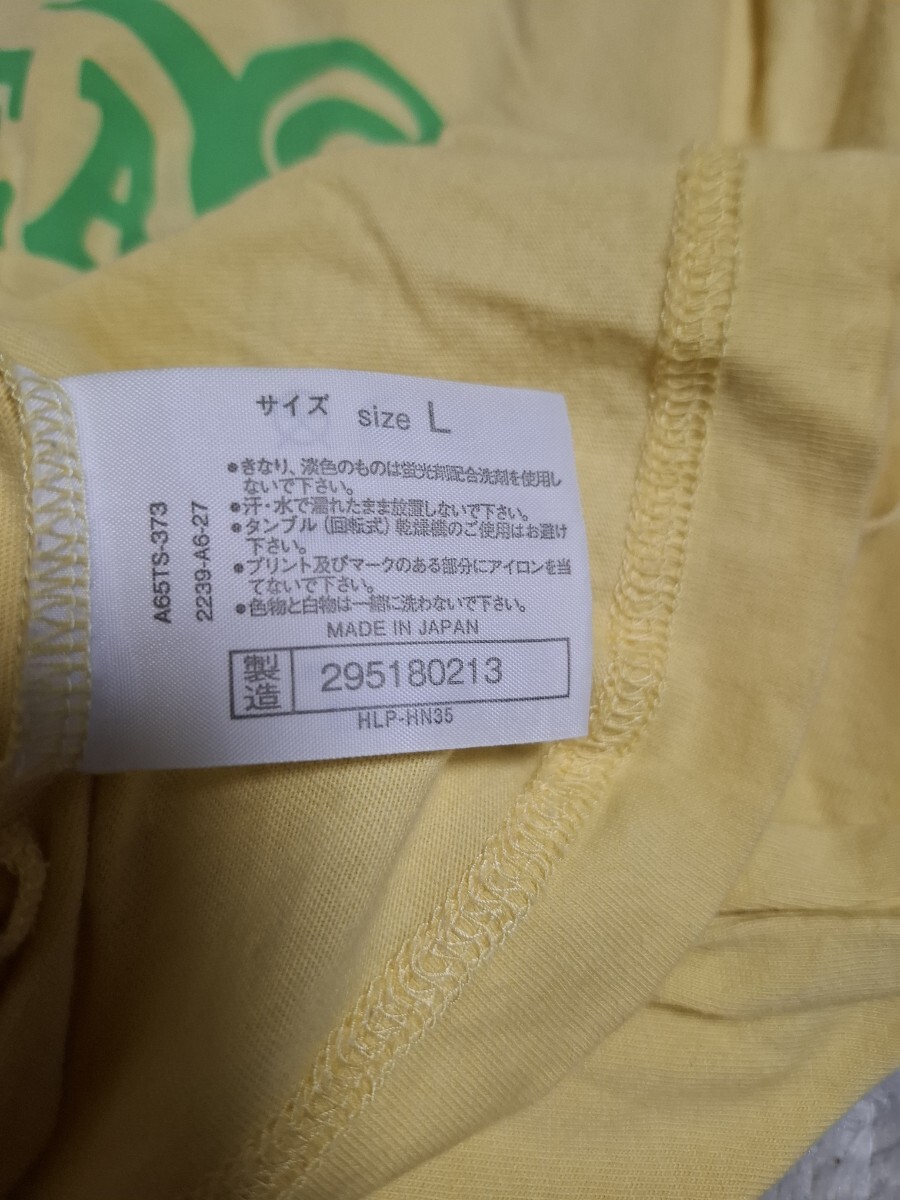 サイズ size L
•きなり、淡色のものは蛍光剤配合洗剤を使用し
ないで下さい。
•汗・水で濡れたまま放置しないで下さい。
•タンブル(回転式)乾燥機のご使用はお避け
下さい。
•プリント及びマークのある部分にアイロンを当
てないで下さい。
•色物と白物は一緒に洗わないで下さい。
MADE IN JAPAN
製造 295180213
HLP-HN35
A65TS-373
2239-A6-27